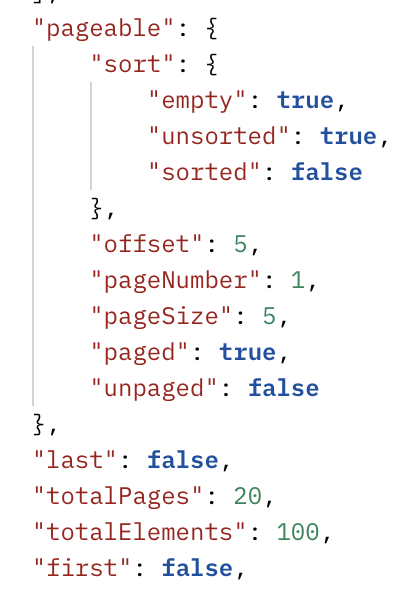 "pageable": {
"sort": {
"empty": true,
"unsorted": true,
"sorted": false
},
"offset": 5,
"pageNumber": 1,
"pageSize": 5,
"paged": true,
"unpaged": false
},
"last": false,
"totalPages": 20,
"totalElements": 100,
"first": false,